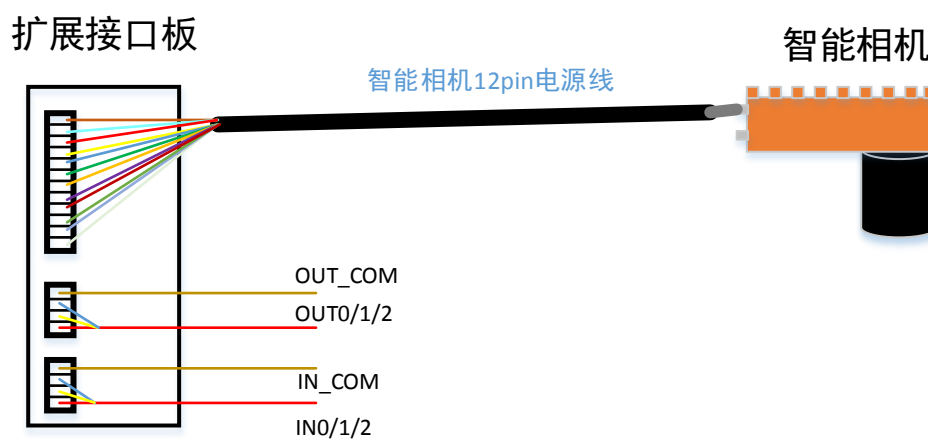 扩展接口板
智能相机
智能相机12pin电源线
OUT_COM
OUT0/1/2
IN_COM
IN0/1/2